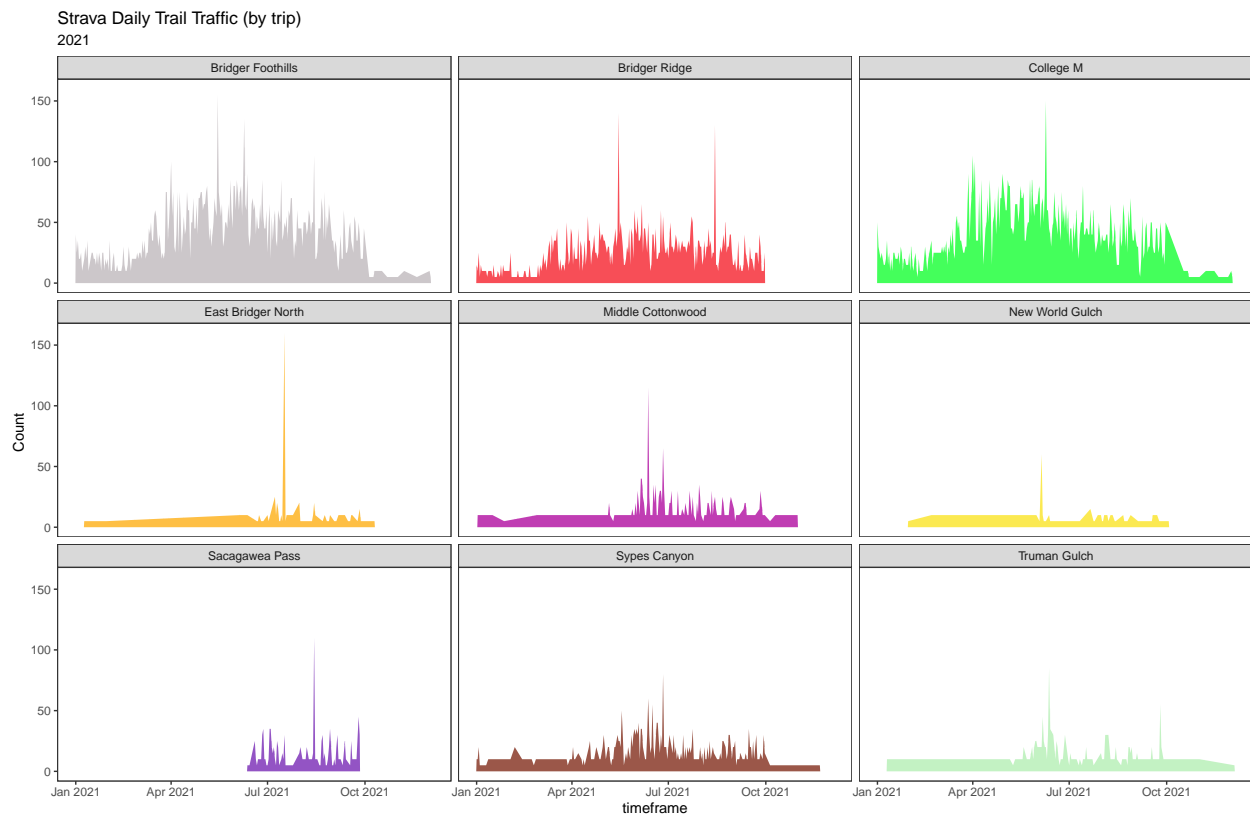 Strava Daily Trail Traffic (by trip)
2021
Bridger Foothills
Bridger Ridge
College M
150
100
50
0
East Bridger North
Middle Cottonwood
New World Gulch
Count
150
100
50
0
Sacagawea Pass
Sypes Canyon
Truman Gulch
150
100
50
0
Jan 2021 Apr 2021 Jul 2021 Oct 2021 Jan 2021 Apr 2021 Jul 2021 Oct 2021 Jan 2021 Apr 2021 Jul 2021 Oct 2021
timeframe